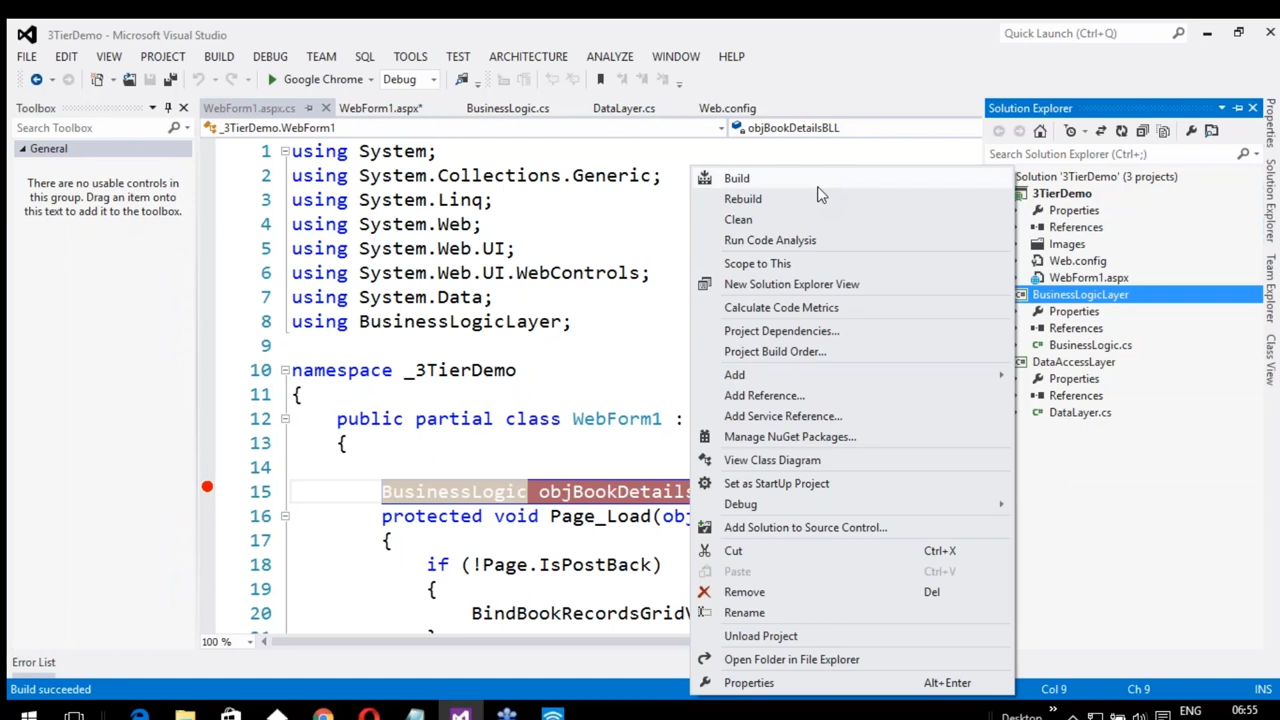 3TierDemo - Microsoft Visual Studio
Quick Launch (Ctrl+Q)
FILE EDIT VIEW PROJECT BUILD DEBUG TEAM SQL TOOLS TEST ARCHITECTURE ANALYZE WINDOW HELP
Google Chrome Debug
Toolbox
WebForm1.aspx.cs WebForm1.aspx* BusinessLogic.cs DataLayer.cs Web.config
Solution Explorer
Search Toolbox
_3TierDemo.WebForm1 objBookDetailsBLL
General
There are no usable controls in
this group. Drag an item onto
this text to add it to the toolbox.
1 using System;
2 using System.Collections.Generic;
3 using System.Linq;
4 using System.Web;
5 using System.Web.UI;
6 using System.Web.UI.WebControls;
7 using System.Data;
8 using BusinessLogicLayer;
9
10 namespace _3TierDemo
11 {
12 public partial class WebForm1 :
13 {
14
15 BusinessLogic objBookDetails
16 protected void Page_Load(obj
17 {
18 if (!Page.IsPostBack)
19 {
20 BindBookRecordsGridV
100 %
Build
Rebuild
Clean
Run Code Analysis
Scope to This
New Solution Explorer View
Calculate Code Metrics
Project Dependencies...
Project Build Order...
Add
Add Reference...
Add Service Reference...
Manage NuGet Packages...
View Class Diagram
Set as StartUp Project
Debug
Add Solution to Source Control...
Cut Ctrl+X
Paste Ctrl+V
Remove Del
Rename
Unload Project
Open Folder in File Explorer
Properties Alt+Enter
Search Solution Explorer (Ctrl+;)
Solution '3TierDemo' (3 projects)
3TierDemo
Properties
References
Images
Web.config
WebForm1.aspx
BusinessLogicLayer
Properties
References
BusinessLogic.cs
DataAccessLayer
Properties
References
DataLayer.cs
Properties
Team Explorer
Class View
Error List
Build succeeded
Col 9 Ch 9 INS
Desktop
ENG
06:55